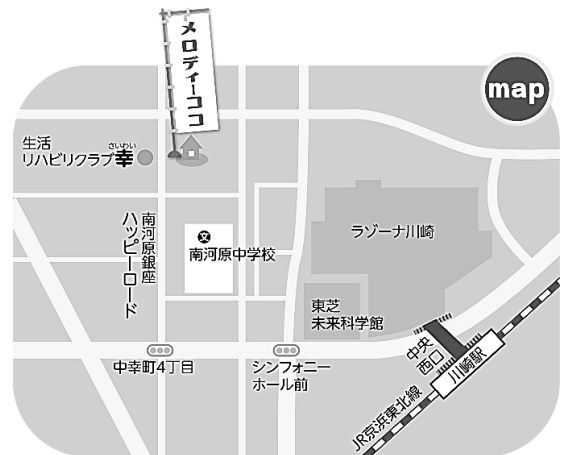 メロディーココ
map
生活
リハビリクラブ幸
さいわい
ラゾーナ川崎
南河原銀座
ハッピーロード
文
南河原中学校
東芝
未来科学館
中央
西口
川崎駅
中幸町4丁目
シンフォニー
ホール前
JR京浜東北線